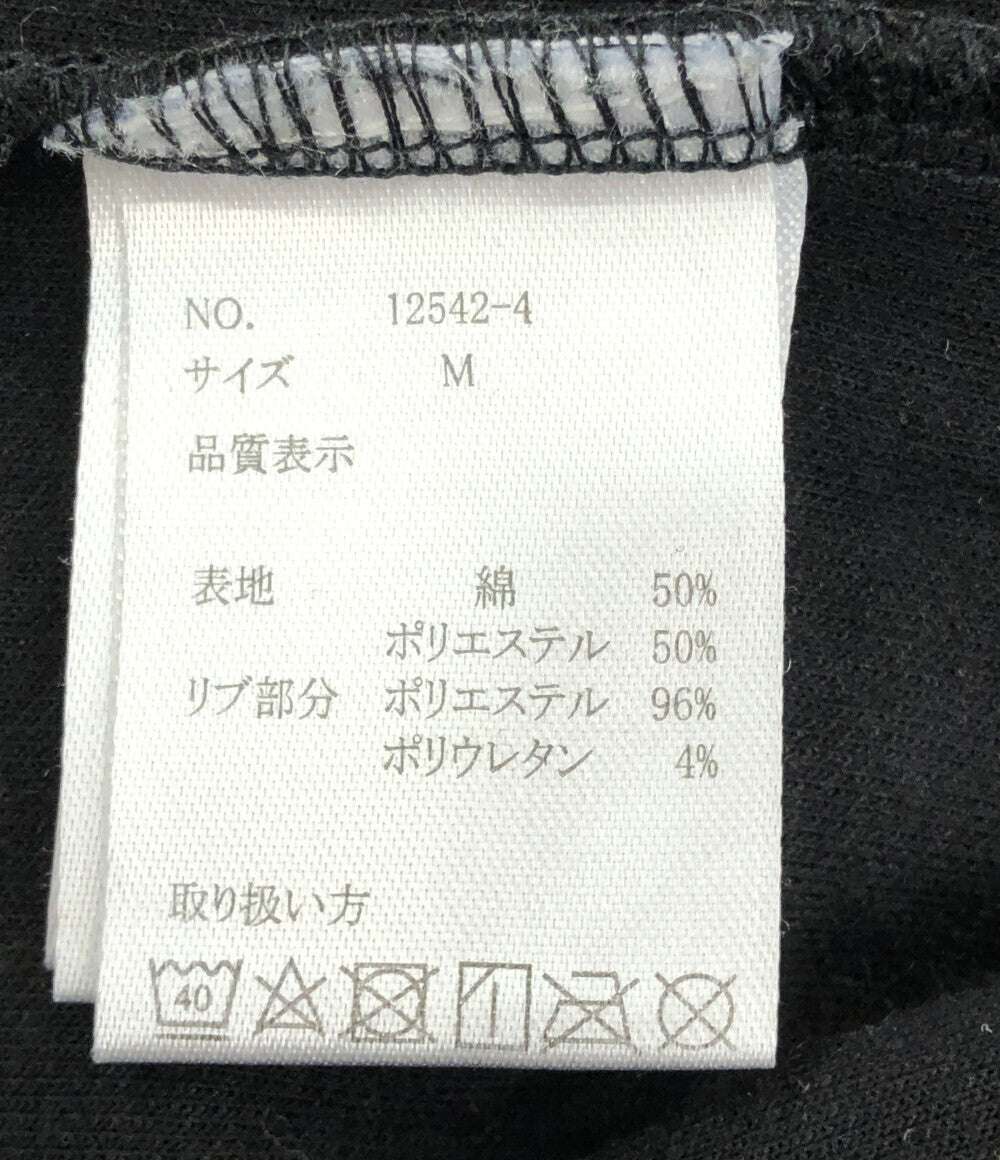 NO. 12542-4
サイズ M
品質表示
表地 綿 50%
ポリエステル 50%
リブ部分 ポリエステル 96%
ポリウレタン 4%
取り扱い方
40